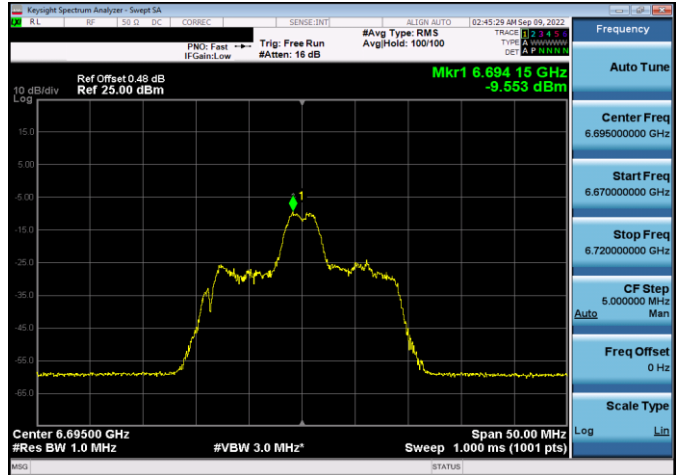 Keysight Spectrum Analyzer - Swept SA
RL RF 50 Ω DC CORREC SENSE:INT ALIGN AUTO 02:45:29 AM Sep 09, 2022
PNO: Fast
IFGain:Low
Trig: Free Run
#Atten: 16 dB
#Avg Type: RMS
Avg|Hold: 100/100
TRACE 1 2 3 4 5 6
TYPE A WWWWW
DET A P N N N N
Frequency
Mkr1 6.694 15 GHz
-9.553 dBm
Ref Offset 0.48 dB
10 dB/div Ref 25.00 dBm
Log
15.0
5.00
-5.00
-15.0
-25.0
-35.0
-45.0
-55.0
-65.0
1
Center 6.69500 GHz Span 50.00 MHz
#Res BW 1.0 MHz #VBW 3.0 MHz* Sweep 1.000 ms (1001 pts)
Auto Tune
Center Freq
6.695000000 GHz
Start Freq
6.670000000 GHz
Stop Freq
6.720000000 GHz
CF Step
5.000000 MHz
Auto Man
Freq Offset
0 Hz
Scale Type
Log Lin
MSG STATUS